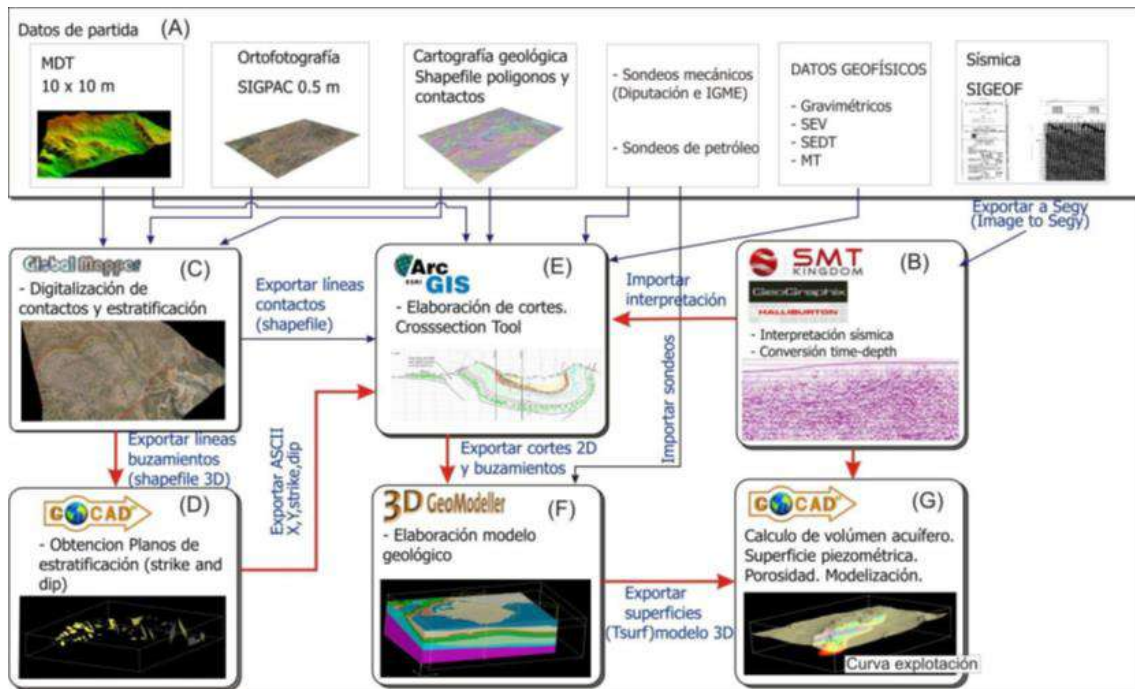 Datos de partida (A)
MDT
10 x 10 m
Ortofotografía
SIGPAC 0.5 m
Cartografía geológica
Shapefile poligonos y
contactos
- Sondeos mecánicos
(Diputación e IGME)
- Sondeos de petróleo
DATOS GEOFÍSICOS
- Gravimétricos
- SEV
- SEDT
- MT
Sísmica
SIGEOF
Exportar a Segy
(Image to Segy)
Global Mapper (C)
- Digitalización de
contactos y estratificación
Exportar líneas
contactos
(shapefile)
Arc GIS
ESRI
(E)
- Elaboración de cortes.
Crosssection Tool
Importar
interpretación
SMT
KINGDOM
(B)
GeoGraphix
HALLIBURTON
- Interpretación sísmica
- Conversión time-depth
Importar sondeos
Exportar líneas
buzamientos
(shapefile 3D)
Exportar ASCII
X,Y,strike,dip
Exportar cortes 2D
y buzamientos
GOCAD (D)
- Obtencion Planos de
estratificación (strike and
dip)
3D GeoModeller (F)
- Elaboración modelo
geológico
Exportar
superficies
(Tsurf)modelo 3D
GOCAD (G)
Calculo de volúmen acuífero.
Superficie piezométrica.
Porosidad. Modelización.
Curva explotación